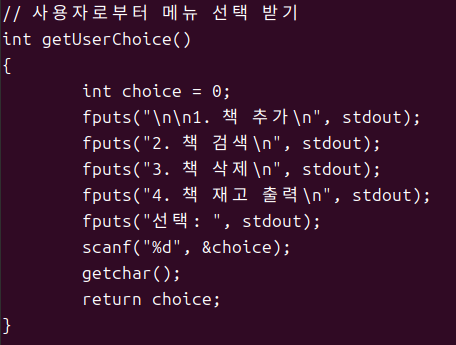 // 사용자로부터 메뉴 선택 받기
int getUserChoice()
{
        int choice = 0;
        fputs("\n\n1. 책 추가\n", stdout);
        fputs("2. 책 검색\n", stdout);
        fputs("3. 책 삭제\n", stdout);
        fputs("4. 책 재고 출력\n", stdout);
        fputs("선택: ", stdout);
        scanf("%d", &choice);
        getchar();
        return choice;
}